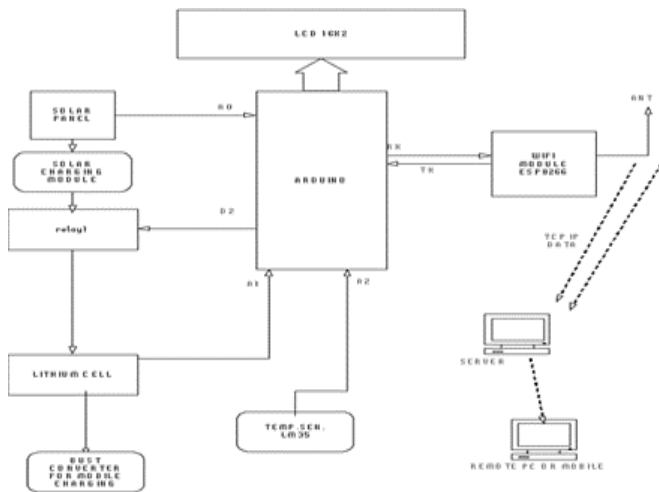 LCD 16X2
SOLAR
PANEL
A0
ANT
SOLAR
CHARGING
MODULE
ARDUINO
RX
TX
WIFI
MODULE
ESP8266
relay1
D2
TCP IP
DATA
A1
A2
LITHIUM CELL
SERVER
TEMP.SEN.
LM35
BUST
CONVERTER
FOR MOBILE
CHARGING
REMOTE PC OR MOBILE